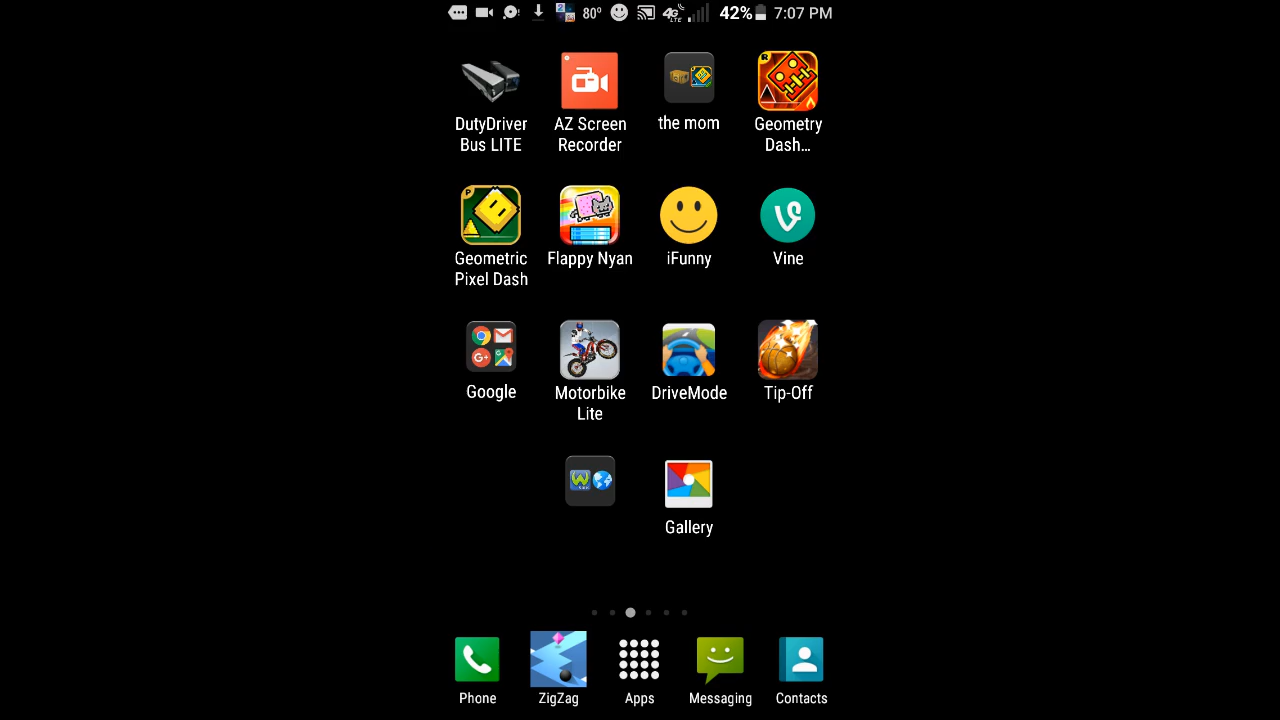 80° 4G LTE 42% 7:07 PM
DutyDriver
Bus LITE
AZ Screen
Recorder
the mom
Geometry
Dash...
Geometric
Pixel Dash
Flappy Nyan
iFunny
Vine
Google
Motorbike
Lite
DriveMode
Tip-Off
Gallery
Phone
ZigZag
Apps
Messaging
Contacts